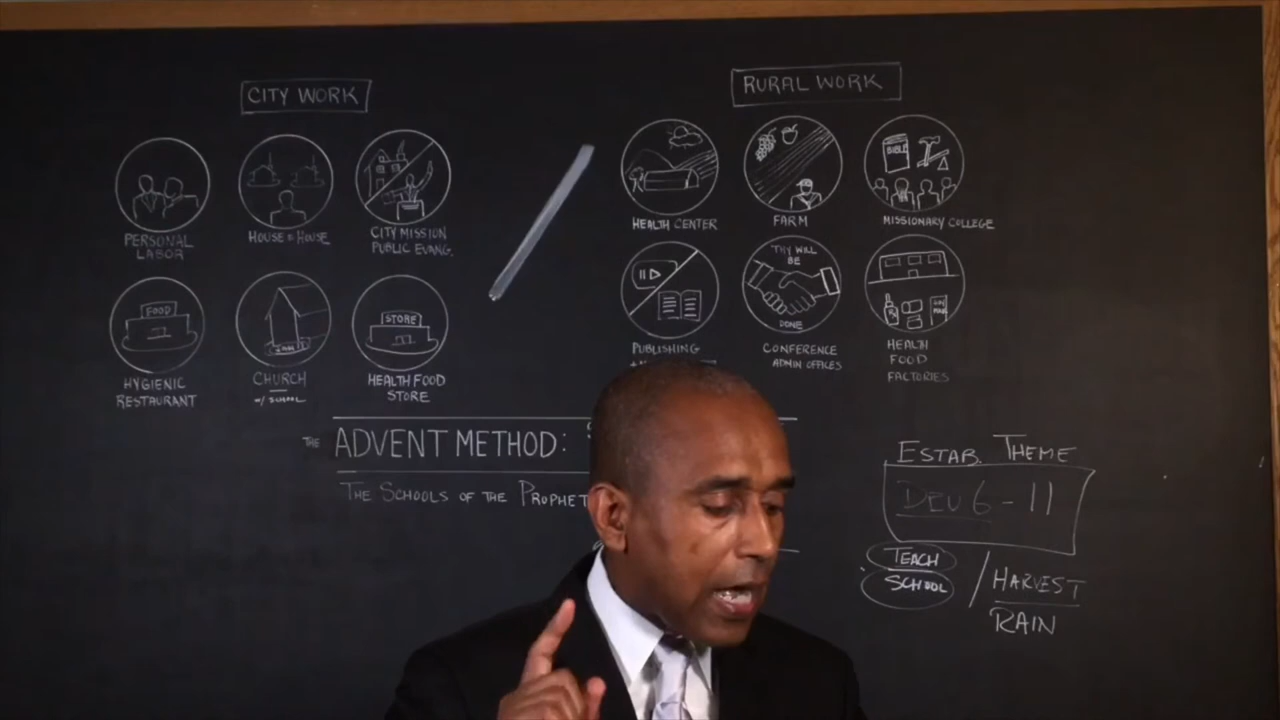 CITY WORK
PERSONAL
LABOR
HOUSE 2 HOUSE
CITY MISSION
PUBLIC EVANG.
FOOD
HYGIENIC
RESTAURANT
CHURCH
W/ SCHOOL
STORE
HEALTH FOOD
STORE
RURAL WORK
HEALTH CENTER
FARM
BIBLE
MISSIONARY COLLEGE
PUBLISHING
THY WILL
BE
DONE
CONFERENCE
ADMIN OFFICES
HEALTH
FOOD
FACTORIES
THE ADVENT METHOD:
THE SCHOOLS OF THE PROPHET
ESTAB. THEME
DEU 6-11
TEACH
SCHOOL
/ HARVEST
RAIN